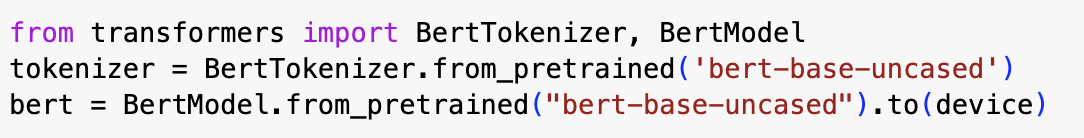 from transformers import BertTokenizer, BertModel
tokenizer = BertTokenizer.from_pretrained('bert-base-uncased')
bert = BertModel.from_pretrained("bert-base-uncased").to(device)